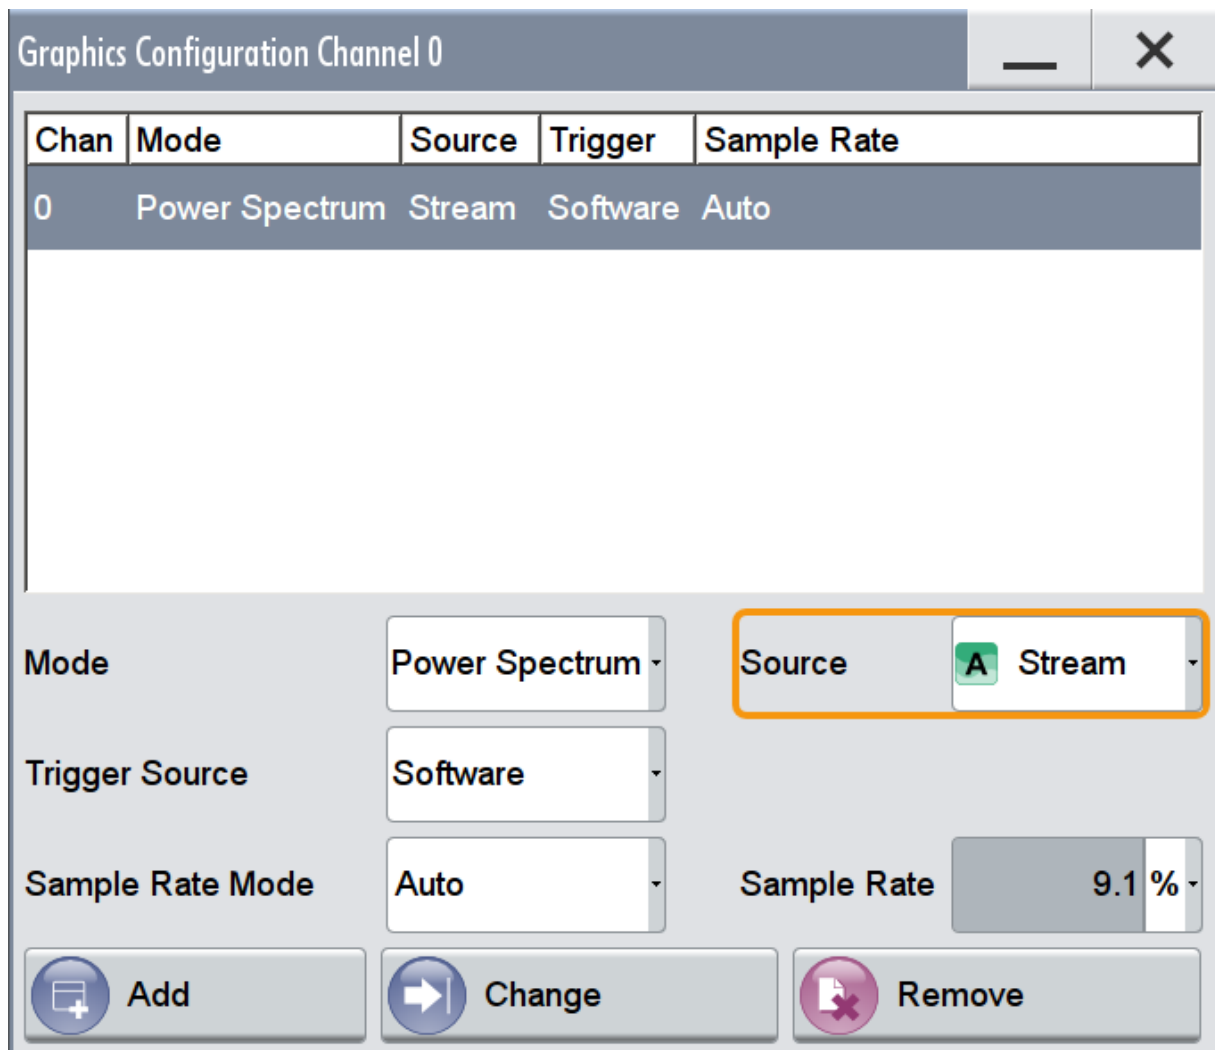 Graphics Configuration Channel 0
Chan Mode Source Trigger Sample Rate
0 Power Spectrum Stream Software Auto
Mode Power Spectrum Source A Stream
Trigger Source Software
Sample Rate Mode Auto Sample Rate 9.1 %
Add Change Remove